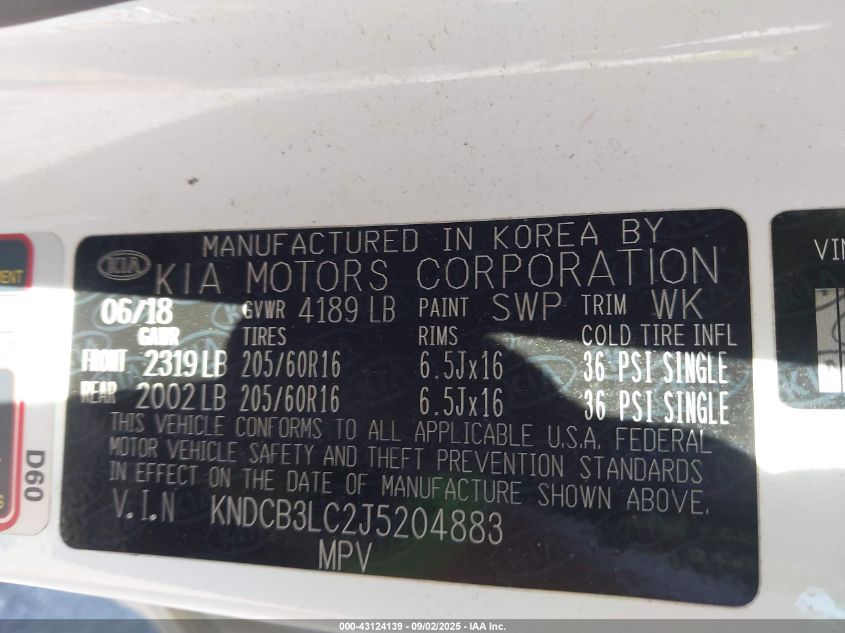 MANUFACTURED IN KOREA BY
KIA KIA MOTORS CORPORATION
06/18 GVWR 4189 LB PAINT SWP TRIM WK
GAWR TIRES RIMS COLD TIRE INFL
FRONT 2319 LB 205/60R16 6.5Jx16 36 PSI SINGLE
REAR 2002 LB 205/60R16 6.5Jx16 36 PSI SINGLE
THIS VEHICLE CONFORMS TO ALL APPLICABLE U.S.A. FEDERAL
MOTOR VEHICLE SAFETY AND THEFT PREVENTION STANDARDS
IN EFFECT ON THE DATE OF MANUFACTURE SHOWN ABOVE.
V.I.N KNDCB3LC2J5204883
MPV
D60
VIN
000-43124139 - 09/02/2025 - IAA Inc.